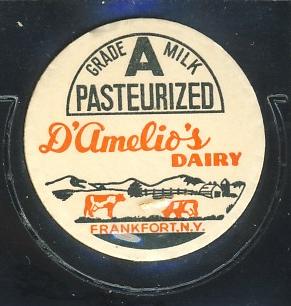 GRADE A MILK
PASTEURIZED
D'Amelio's
DAIRY
FRANKFORT, N.Y.